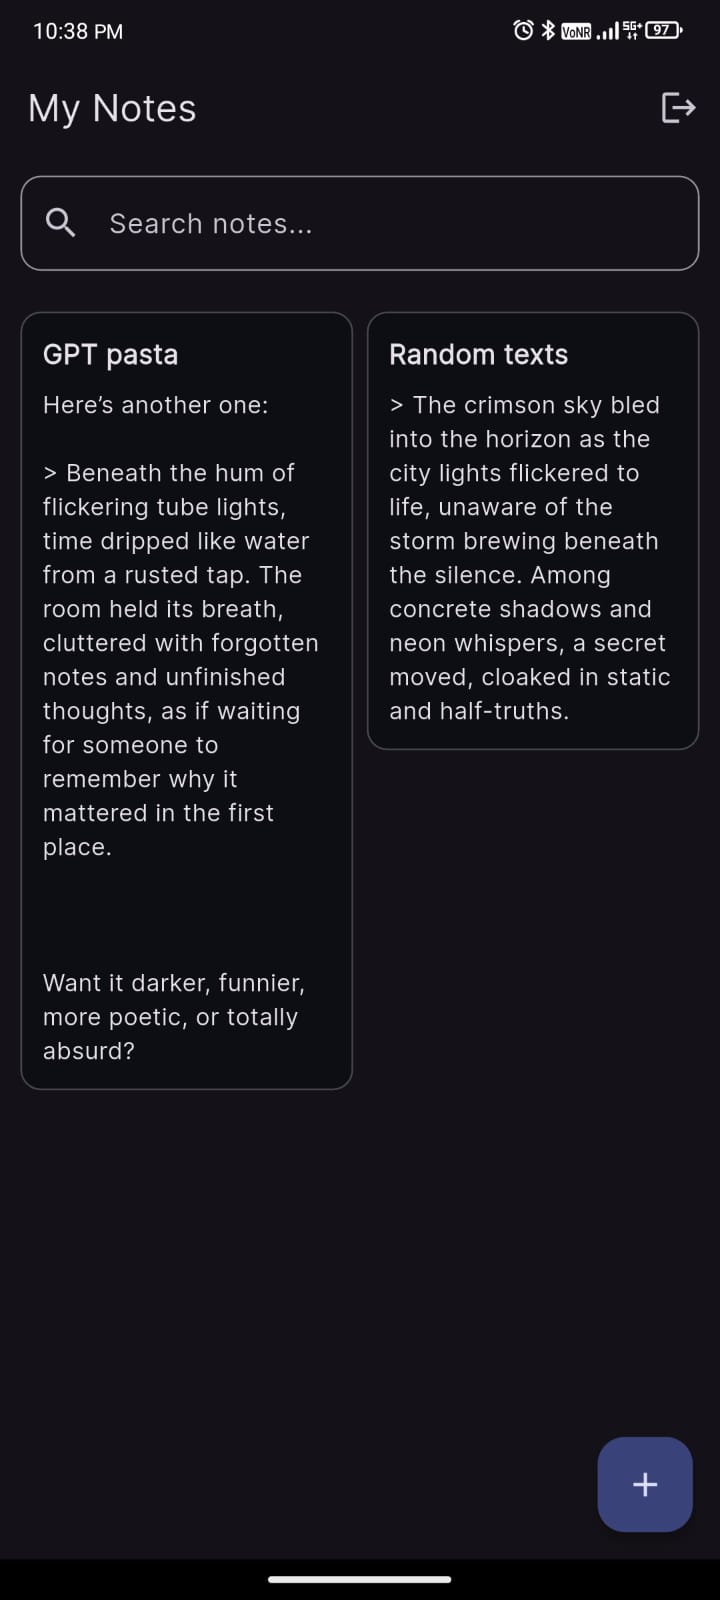 10:38 PM
VoNR 5G+ 97
My Notes
Search notes...
GPT pasta
Here’s another one:
> Beneath the hum of
flickering tube lights,
time dripped like water
from a rusted tap. The
room held its breath,
cluttered with forgotten
notes and unfinished
thoughts, as if waiting
for someone to
remember why it
mattered in the first
place.
Want it darker, funnier,
more poetic, or totally
absurd?
Random texts
> The crimson sky bled
into the horizon as the
city lights flickered to
life, unaware of the
storm brewing beneath
the silence. Among
concrete shadows and
neon whispers, a secret
moved, cloaked in static
and half-truths.